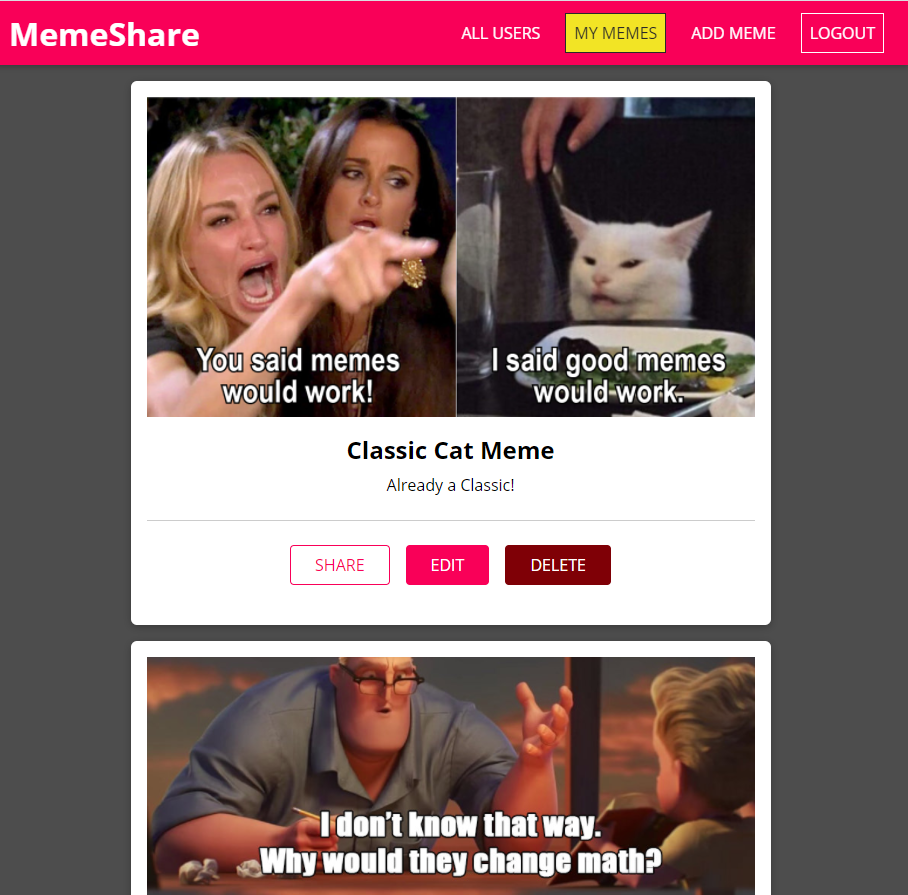 MemeShare
ALL USERS
MY MEMES
ADD MEME
LOGOUT
You said memes
would work!
I said good memes
would work.
Classic Cat Meme
Already a Classic!
SHARE
EDIT
DELETE
I don't know that way.
Why would they change math?